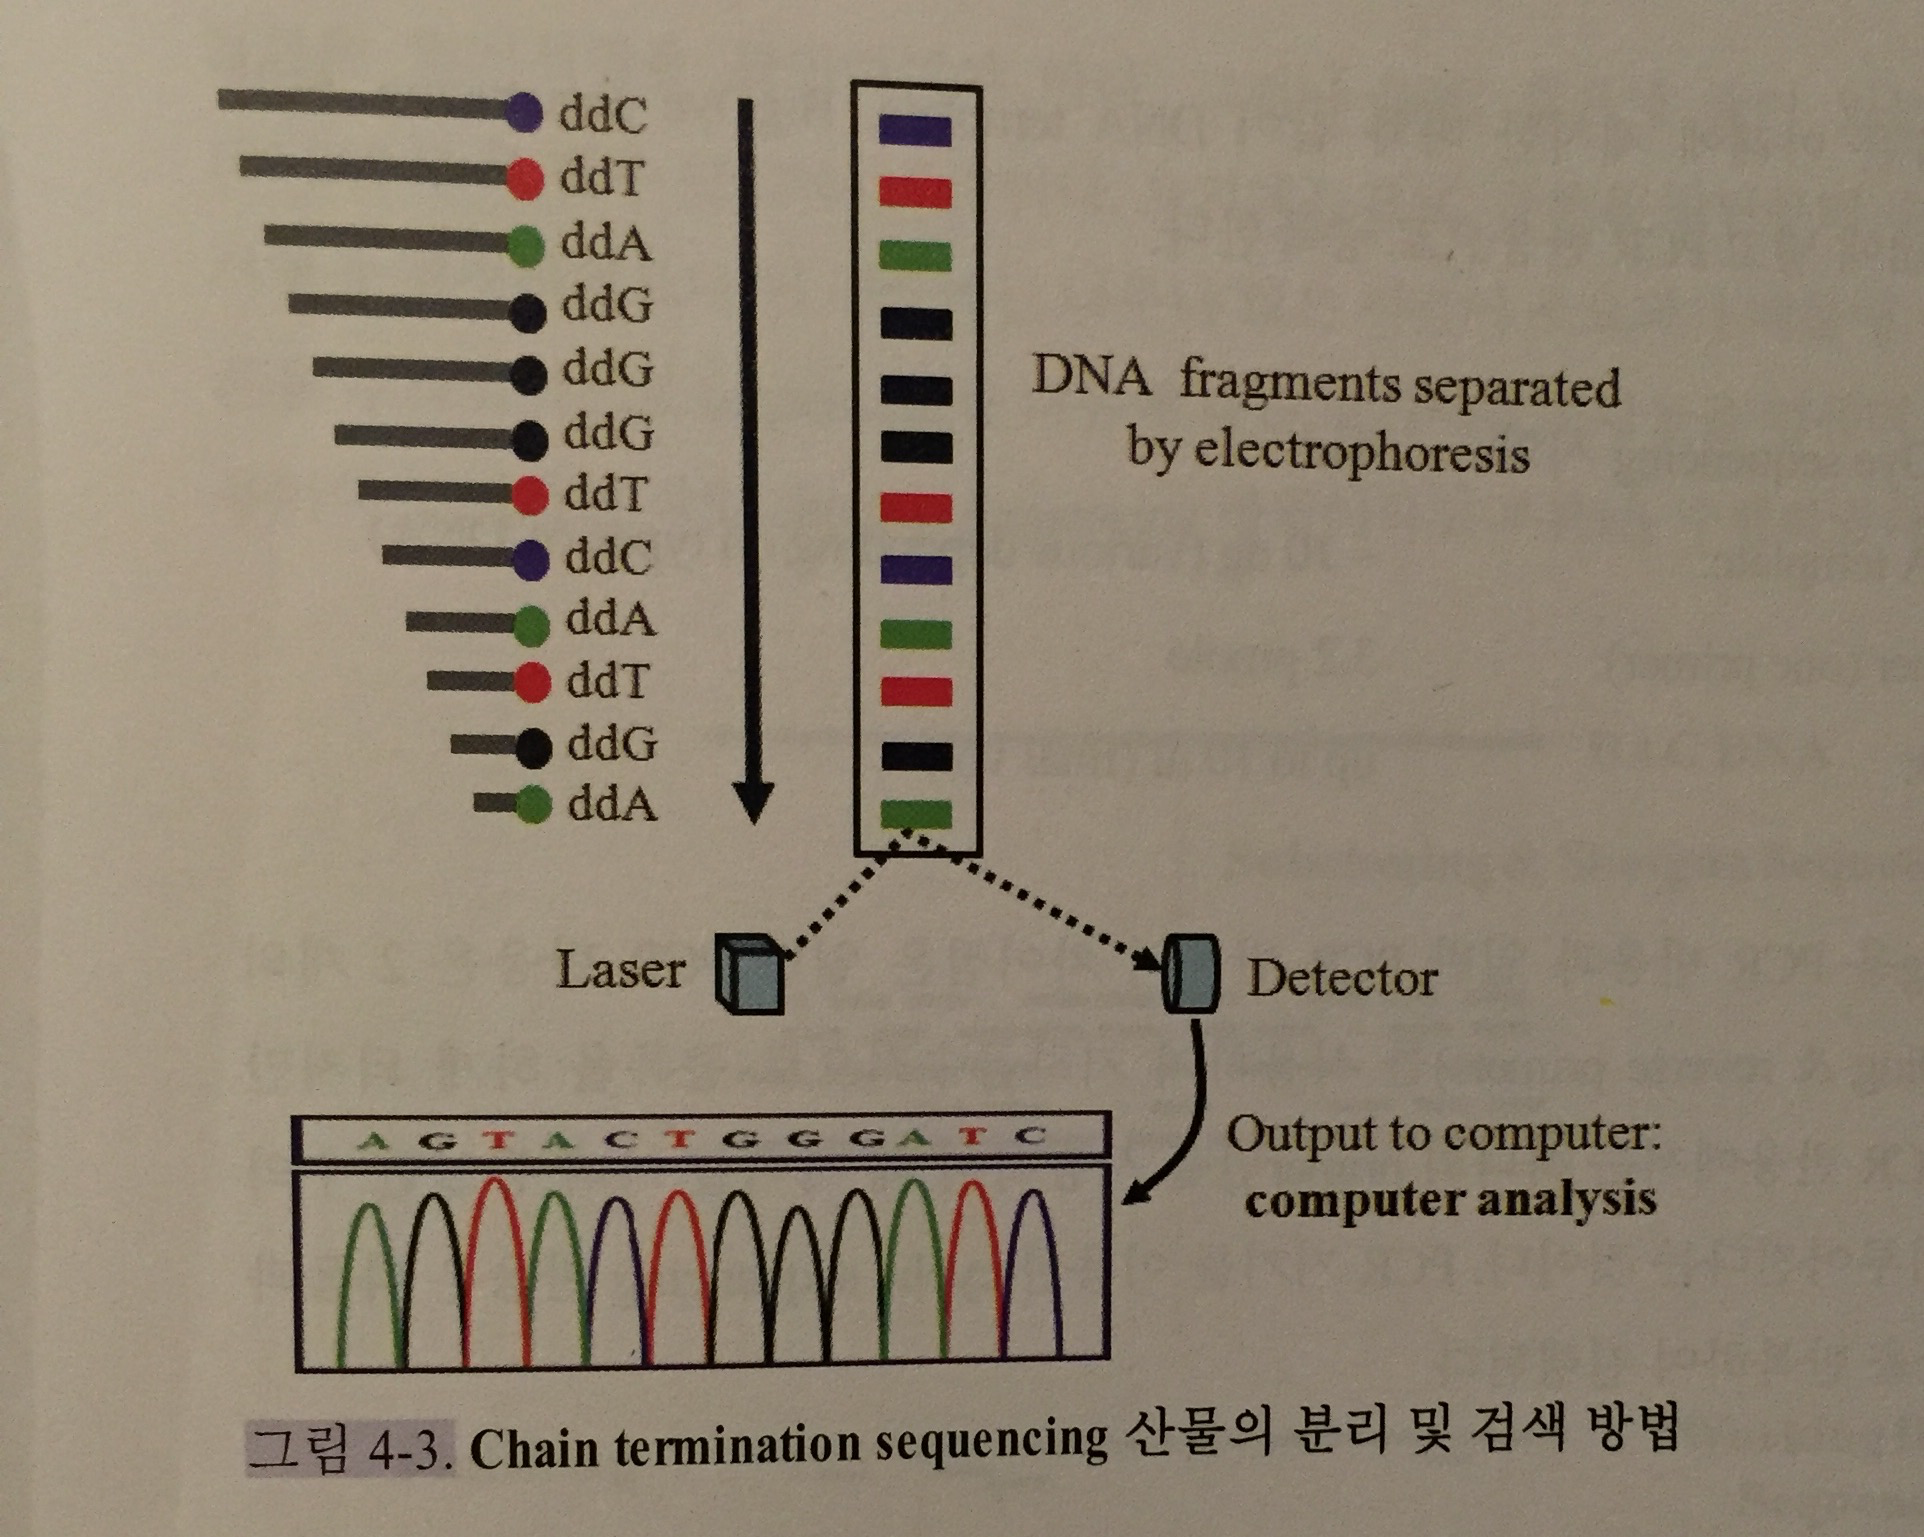 ddC
ddT
ddA
ddG
ddG
ddG
ddT
ddC
ddA
ddT
ddG
ddA
DNA fragments separated
by electrophoresis
Laser
Detector
A G T A C T G G G A T C
Output to computer:
computer analysis
그림 4-3. Chain termination sequencing 산물의 분리 및 검색 방법